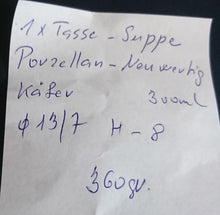 1 x Tasse - Suppe
Porzellan - Neuwertig
Käfer 300ml
φ 13/7 H - 8
360gr.